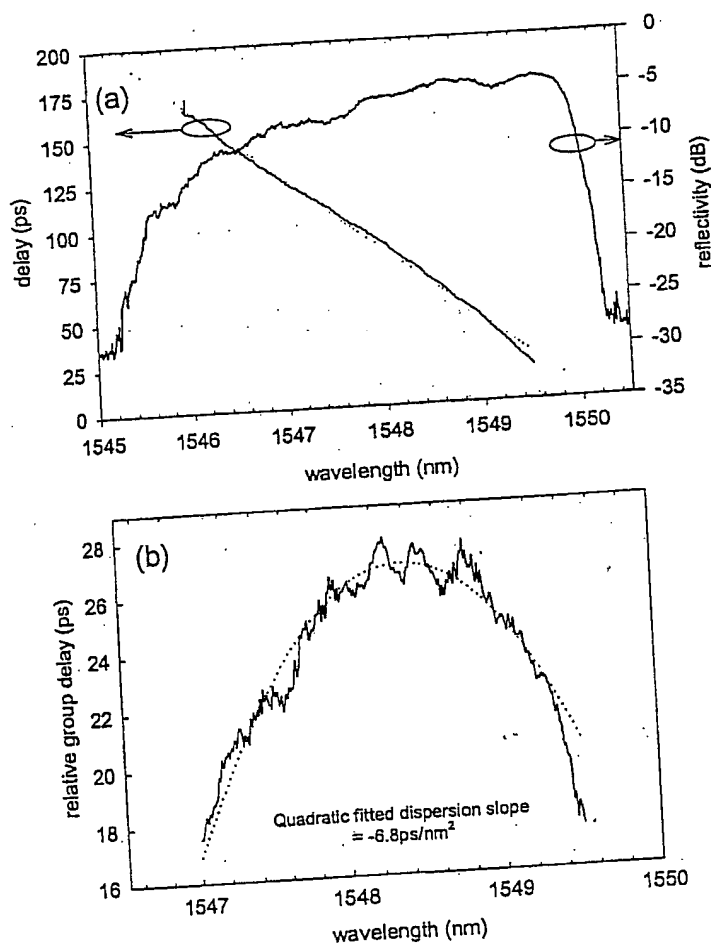 (a)
delay (ps)
200
175
150
125
100
75
50
25
0
1545 1546 1547 1548 1549 1550
wavelength (nm)
0
-5
-10
-15
-20
-25
-30
-35
reflectivity (dB)
(b)
relative group delay (ps)
28
26
24
22
20
18
16
Quadratic fitted dispersion slope
= -6.8ps/nm²
1547 1548 1549 1550
wavelength (nm)